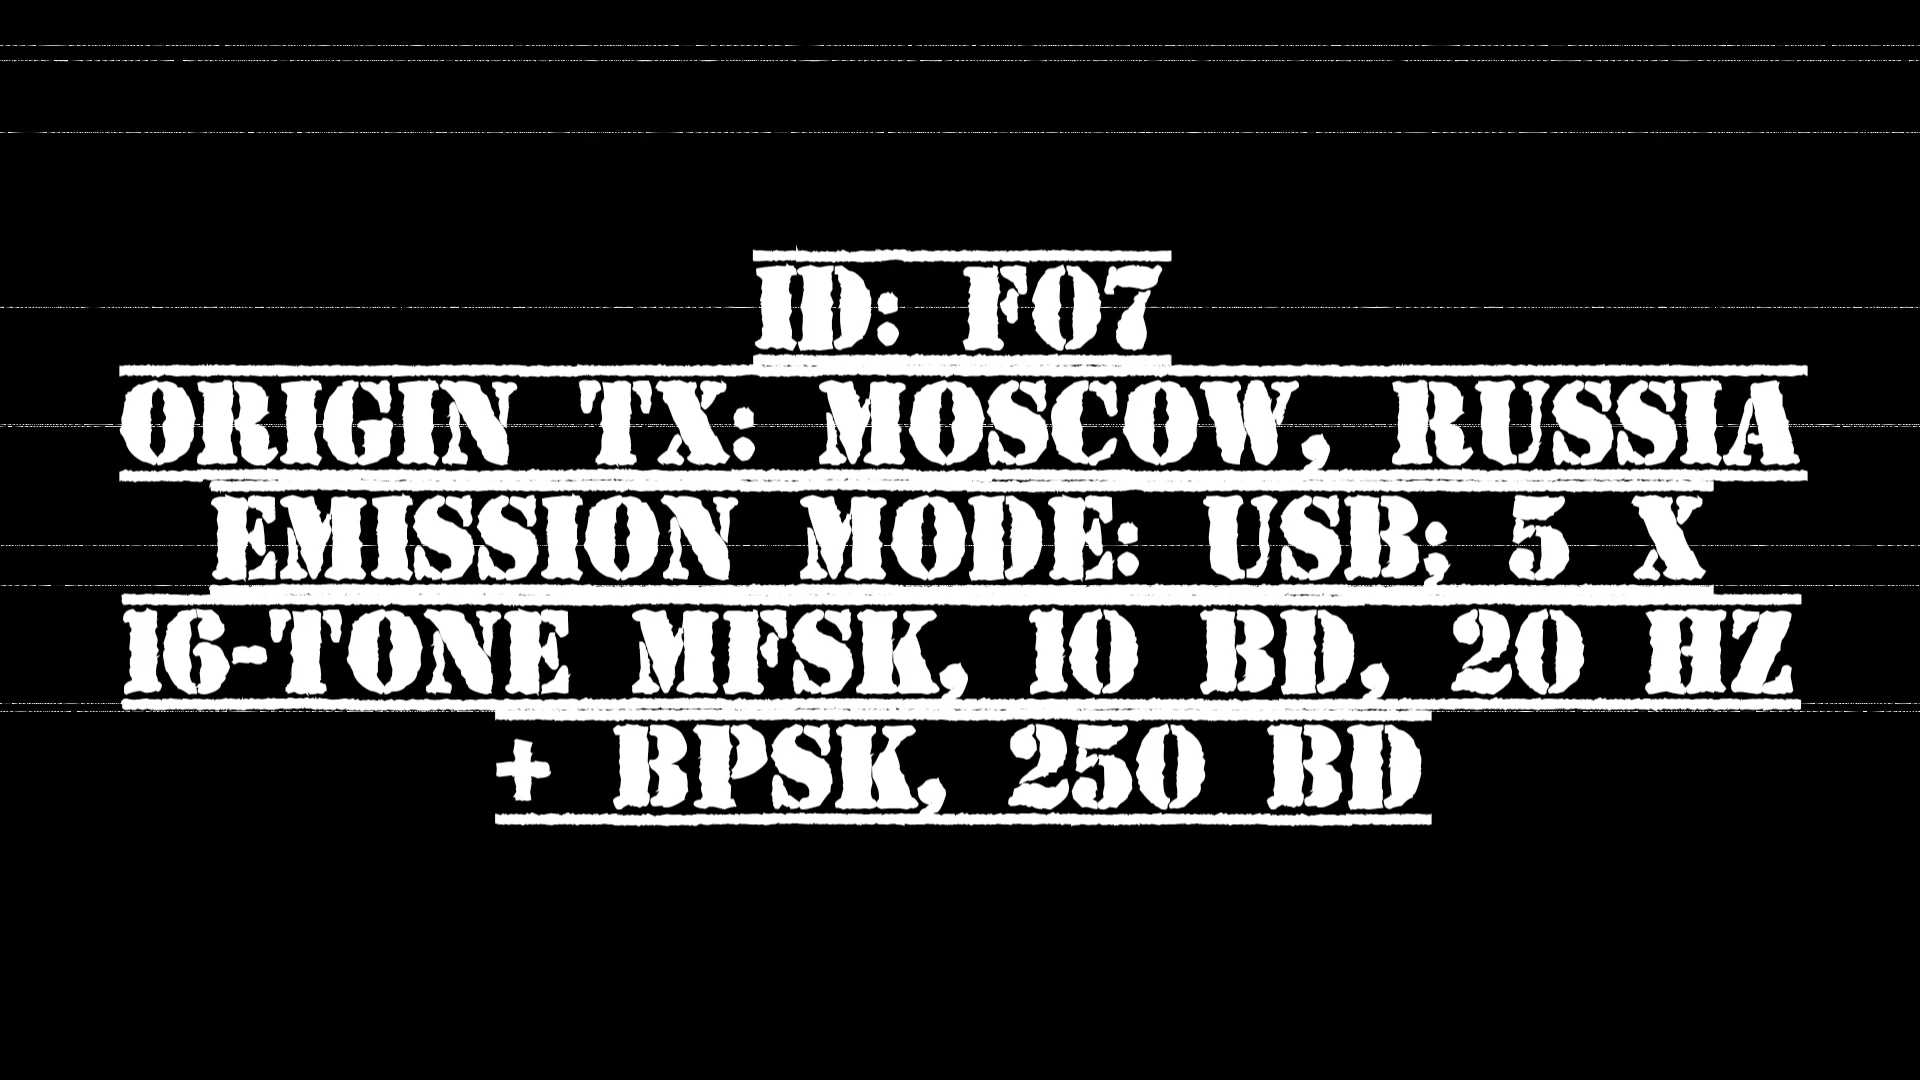 ID: F07
ORIGIN TX: MOSCOW, RUSSIA
EMISSION MODE: USB; 5 X
16-TONE MFSK, 10 BD, 20 HZ
+ BPSK, 250 BD